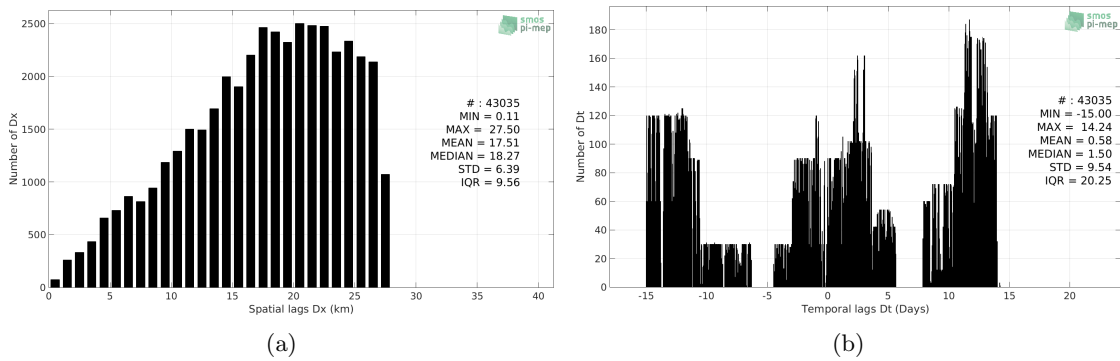 2500
2000
1500
1000
500
0
Number of Dx
0 5 10 15 20 25 30 35 40
Spatial lags Dx (km)
smos
pi-mep
# : 43035
MIN = 0.11
MAX = 27.50
MEAN = 17.51
MEDIAN = 18.27
STD = 6.39
IQR = 9.56
(a)
180
160
140
120
100
80
60
40
20
0
Number of Dt
-15 -10 -5 0 5 10 15 20
Temporal lags Dt (Days)
smos
pi-mep
# : 43035
MIN = -15.00
MAX = 14.24
MEAN = 0.58
MEDIAN = 1.50
STD = 9.54
IQR = 20.25
(b)